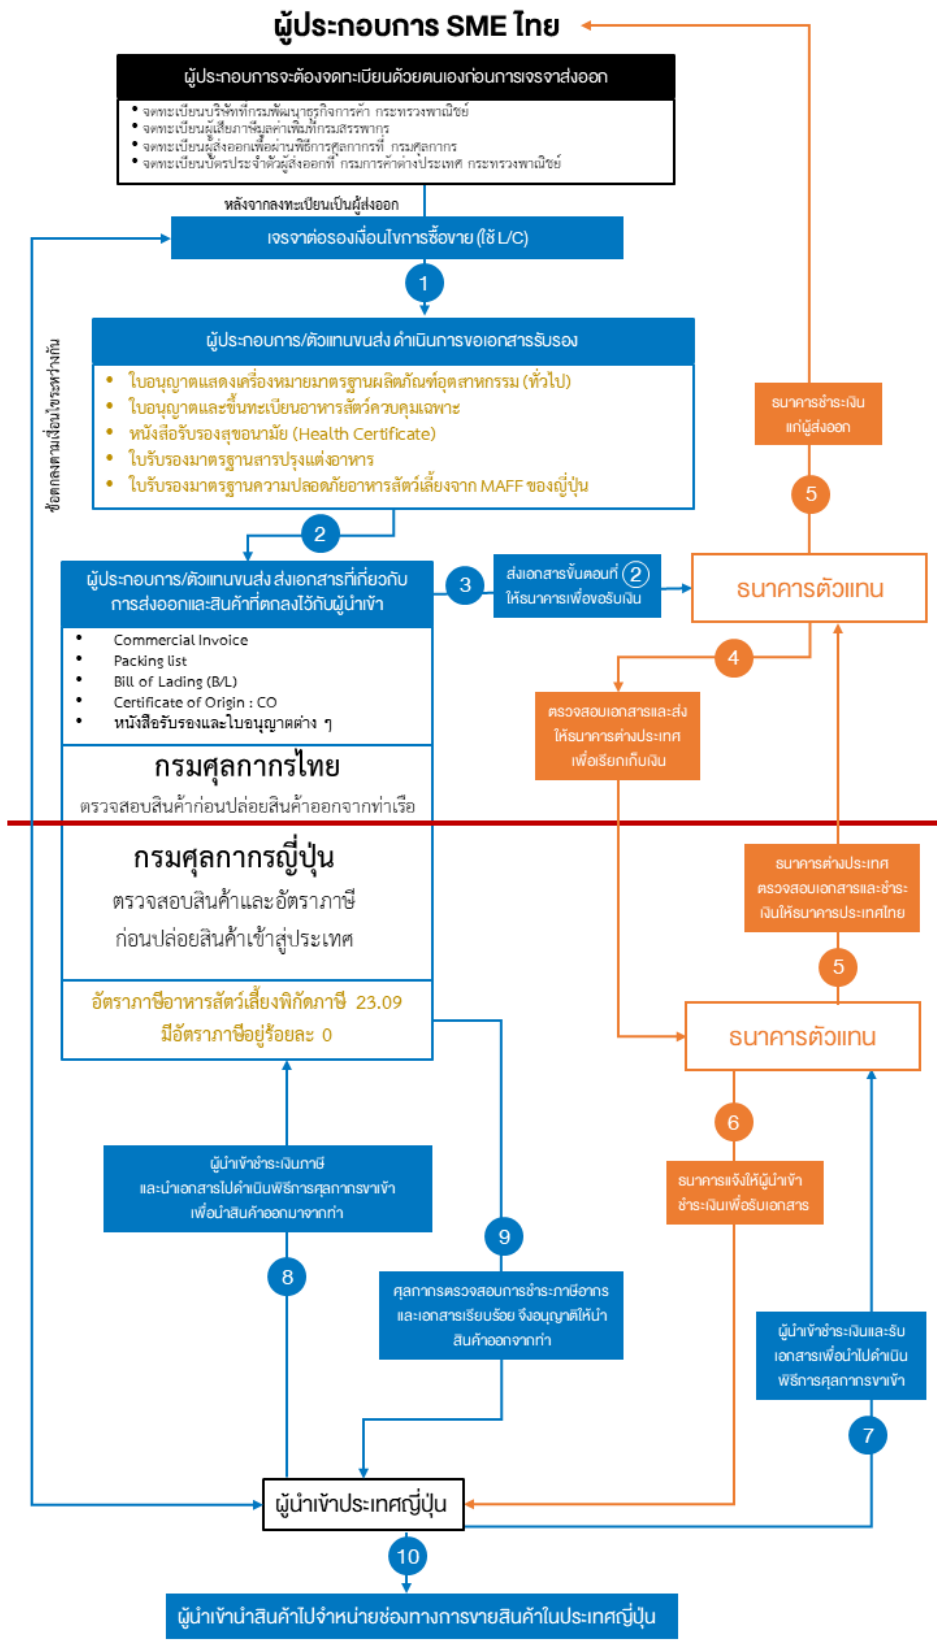 ผู้ประกอบการ SME ไทย
ผู้ประกอบการจะต้องจดทะเบียนด้วยตนเองก่อนการเจรจาส่งออก
• จดทะเบียนบริษัทที่กรมพัฒนาธุรกิจการค้า กระทรวงพาณิชย์
• จดทะเบียนผู้เสียภาษีมูลค่าเพิ่มที่กรมสรรพากร
• จดทะเบียนผู้ส่งออกเพื่อผ่านพิธีการศุลกากรที่ กรมศุลกากร
• จดทะเบียนบัตรประจำตัวผู้ส่งออกที่ กรมการค้าต่างประเทศ กระทรวงพาณิชย์
หลังจากลงทะเบียนเป็นผู้ส่งออก
เจรจาต่อรองเงื่อนไขการซื้อขาย (ใช้ L/C)
1
ข้อตกลงตามเงื่อนไขระหว่างกัน
ผู้ประกอบการ/ตัวแทนขนส่ง ดำเนินการขอเอกสารรับรอง
• ใบอนุญาตแสดงเครื่องหมายมาตรฐานผลิตภัณฑ์อุตสาหกรรม (ทั่วไป)
• ใบอนุญาตและขึ้นทะเบียนอาหารสัตว์ควบคุมเฉพาะ
• หนังสือรับรองสุขอนามัย (Health Certificate)
• ใบรับรองมาตรฐานสารปรุงแต่งอาหาร
• ใบรับรองมาตรฐานความปลอดภัยอาหารสัตว์เลี้ยงจาก MAFF ของญี่ปุ่น
ธนาคารชำระเงิน
แก่ผู้ส่งออก
5
2
ผู้ประกอบการ/ตัวแทนขนส่ง ส่งเอกสารที่เกี่ยวกับ
การส่งออกและสินค้าที่ตกลงไว้กับผู้นำเข้า
3
ส่งเอกสารขั้นตอนที่ 2
ให้ธนาคารเพื่อขอรับเงิน
ธนาคารตัวแทน
• Commercial Invoice
• Packing list
• Bill of Lading (B/L)
• Certificate of Origin : CO
• หนังสือรับรองและใบอนุญาตต่าง ๆ
4
ตรวจสอบเอกสารและส่ง
ให้ธนาคารต่างประเทศ
เพื่อเรียกเก็บเงิน
กรมศุลกากรไทย
ตรวจสอบสินค้าก่อนปล่อยสินค้าออกจากท่าเรือ
กรมศุลกากรญี่ปุ่น
ตรวจสอบสินค้าและอัตราภาษี
ก่อนปล่อยสินค้าเข้าสู่ประเทศ
ธนาคารต่างประเทศ
ตรวจสอบเอกสารและชำระ
เงินให้ธนาคารประเทศไทย
5
อัตราภาษีอาหารสัตว์เลี้ยงพิกัดภาษี 23.09
มีอัตราภาษีอยู่ร้อยละ 0
ธนาคารตัวแทน
6
ผู้นำเข้าชำระเงินภาษี
และนำเอกสารไปดำเนินพิธีการศุลกากรขาเข้า
เพื่อนำสินค้าออกมาจากท่า
ธนาคารแจ้งให้ผู้นำเข้า
ชำระเงินเพื่อรับเอกสาร
9
8
ศุลกากรตรวจสอบการชำระภาษีอากร
และเอกสารเรียบร้อย จึงอนุญาติให้นำ
สินค้าออกจากท่า
ผู้นำเข้าชำระเงินและรับ
เอกสารเพื่อนำไปดำเนิน
พิธีการศุลกากรขาเข้า
7
ผู้นำเข้าประเทศญี่ปุ่น
10
ผู้นำเข้านำสินค้าไปจำหน่ายช่องทางการขายสินค้าในประเทศญี่ปุ่น